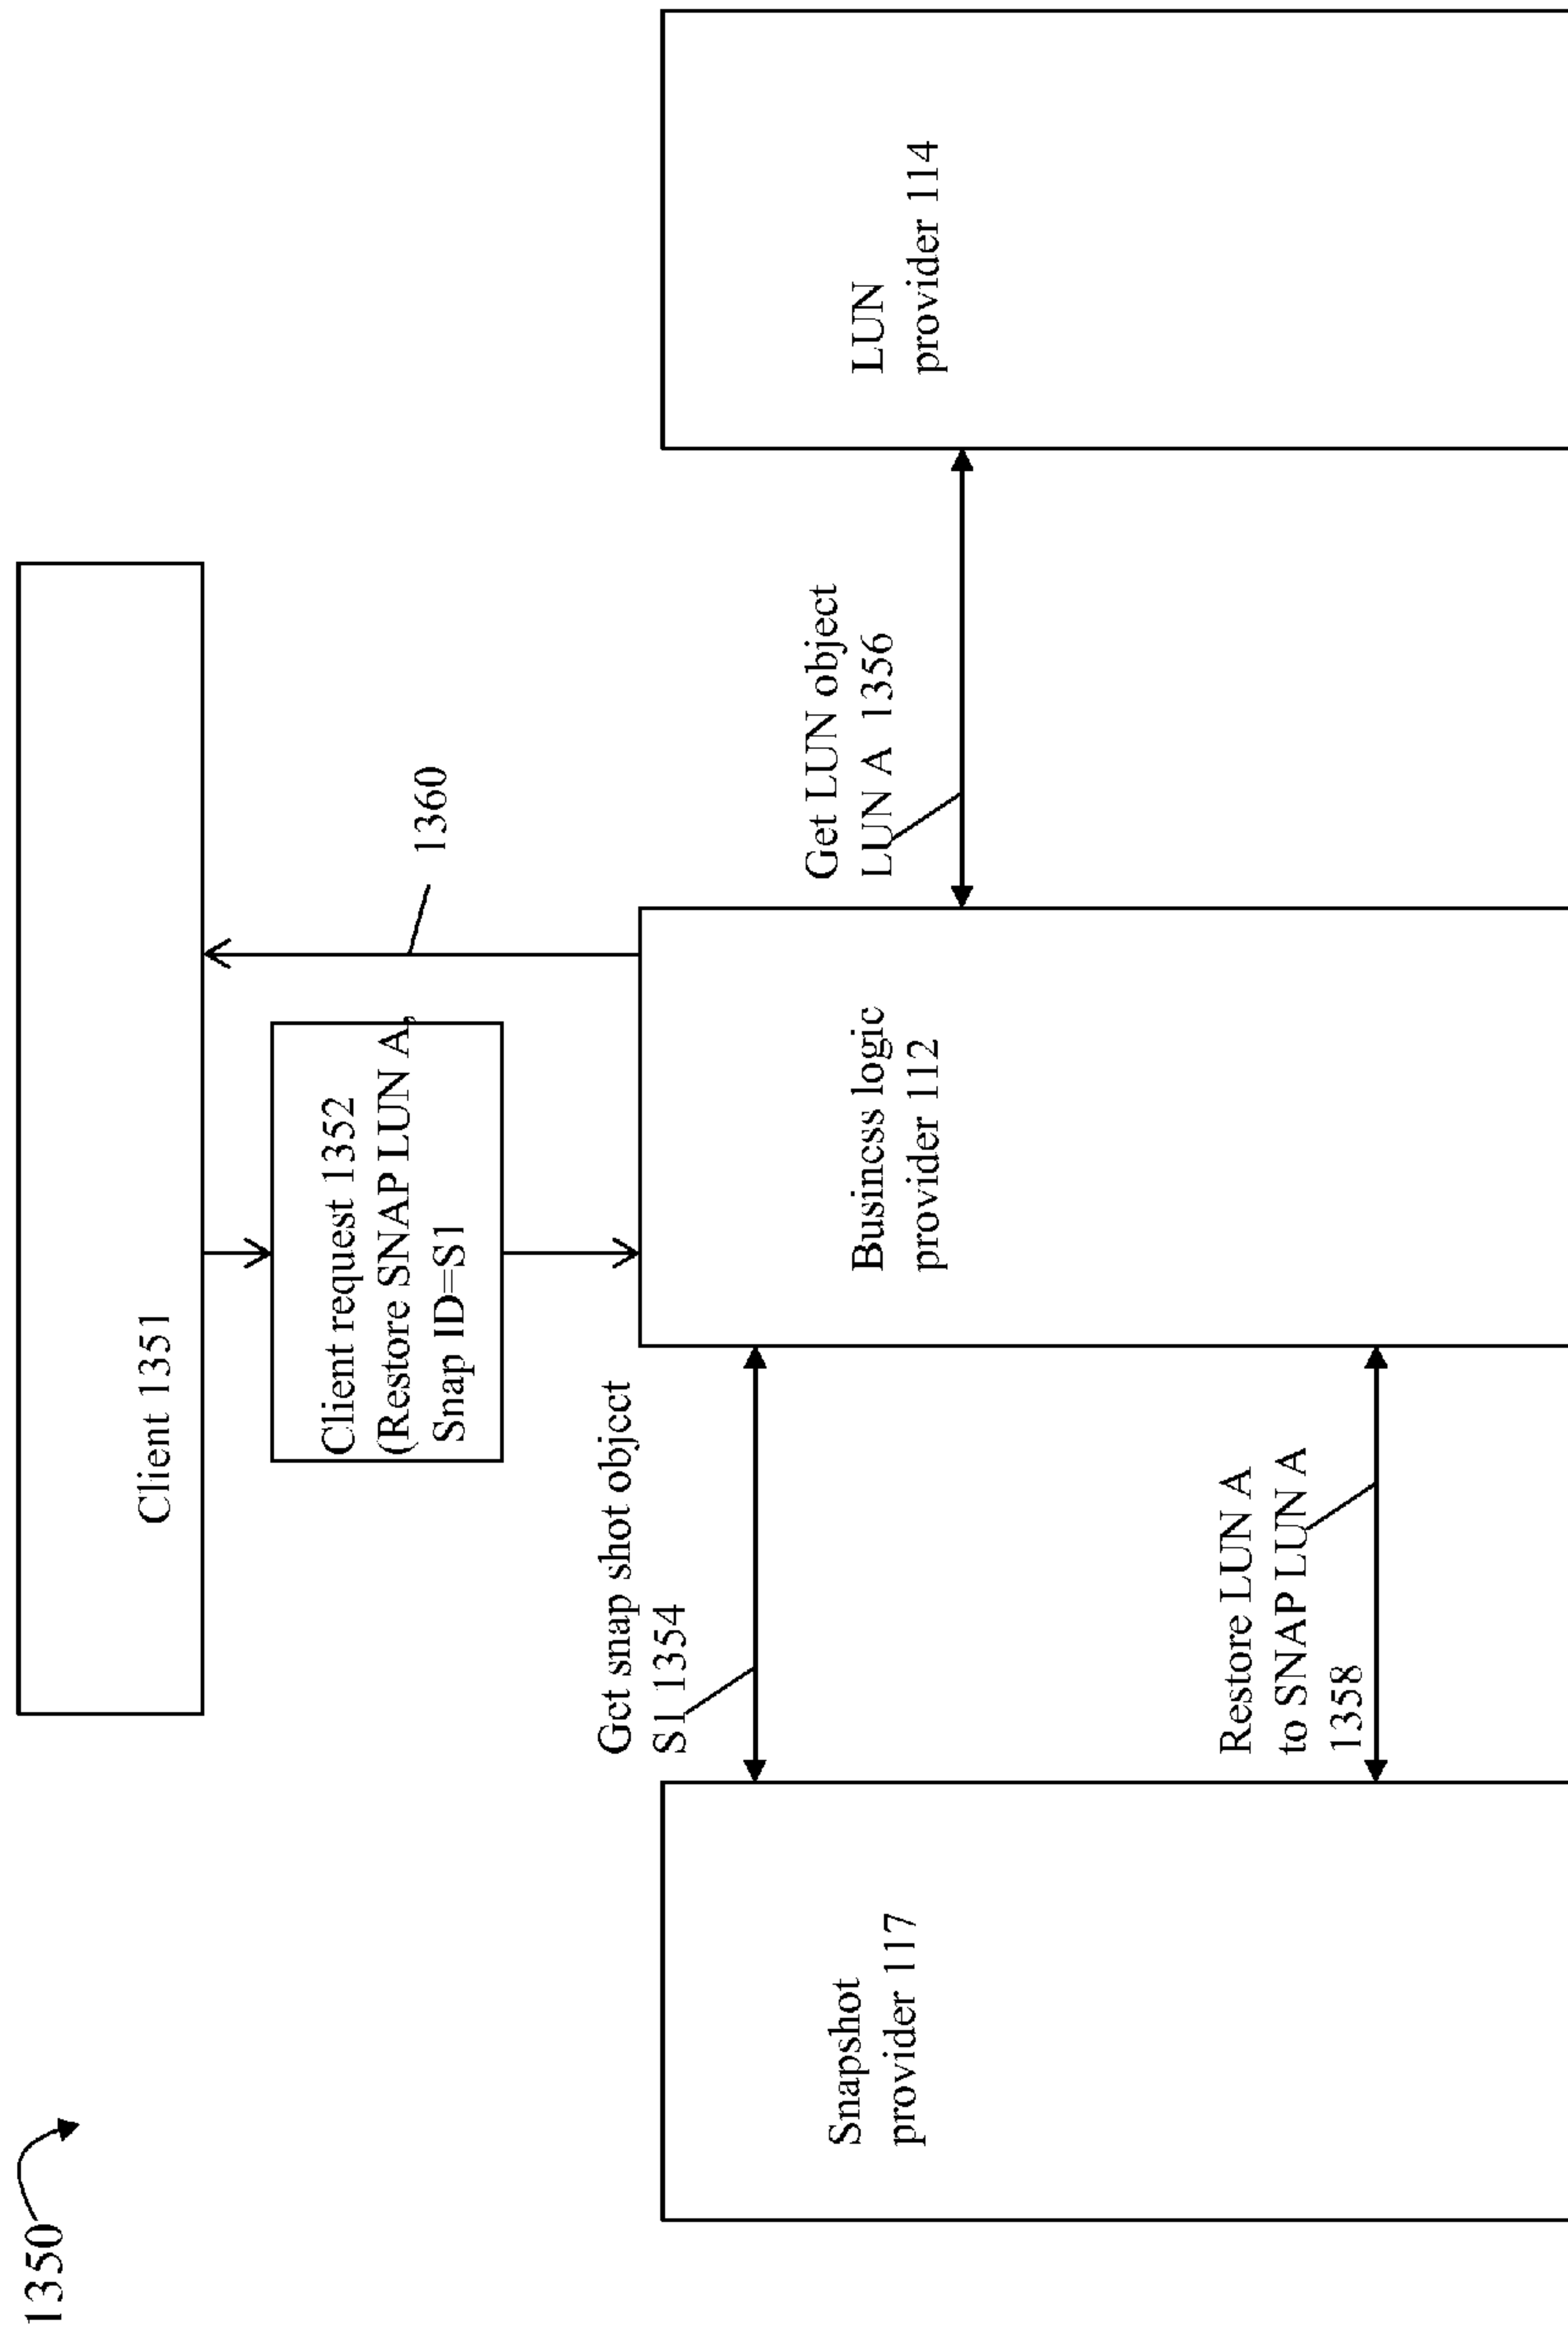 1350
Client 1351
Client request 1352
(Restore SNAP LUN A,
Snap ID=S1
1360
Get snap shot object
S1 1354
Get LUN object
LUN A 1356
Snapshot
provider 117
Business logic
provider 112
LUN
provider 114
Restore LUN A
to SNAP LUN A
1358